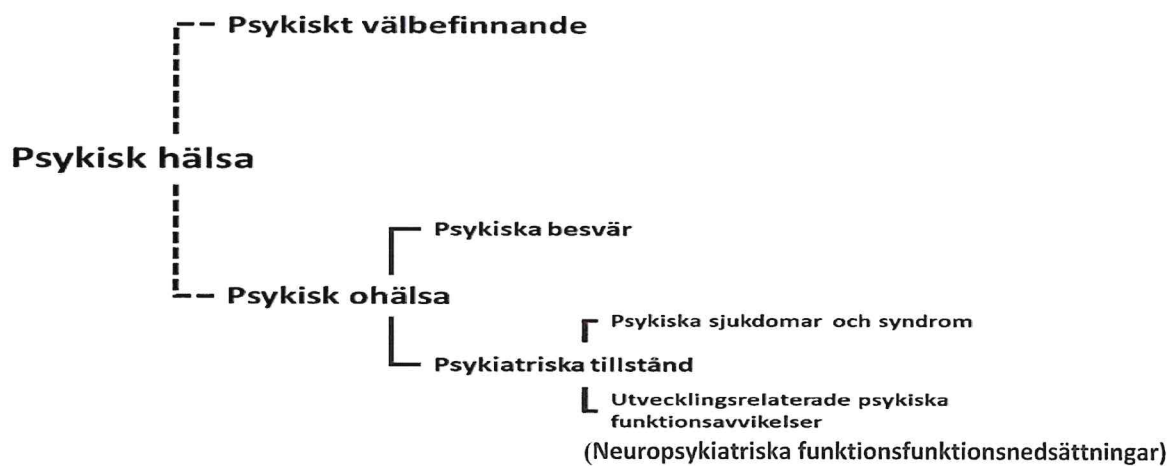 Psykiskt välbefinnande
Psykisk hälsa
Psykiska besvär
Psykisk ohälsa
Psykiska sjukdomar och syndrom
Psykiatriska tillstånd
Utvecklingsrelaterade psykiska
funktionsavvikelser
(Neuropsykiatriska funktionsfunktionsnedsättningar)